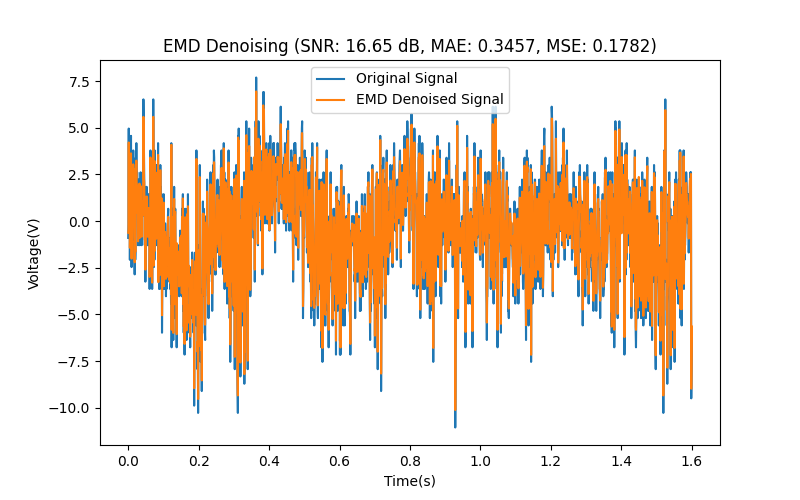 EMD Denoising (SNR: 16.65 dB, MAE: 0.3457, MSE: 0.1782)
Original Signal
EMD Denoised Signal
7.5
5.0
2.5
0.0
−2.5
−5.0
−7.5
−10.0
Voltage(V)
0.0 0.2 0.4 0.6 0.8 1.0 1.2 1.4 1.6
Time(s)